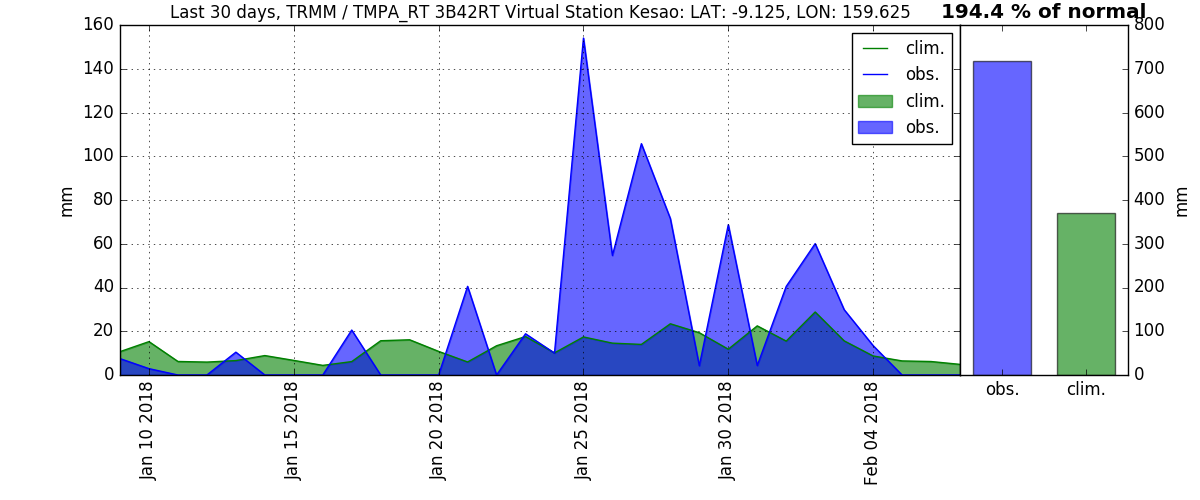 Last 30 days, TRMM / TMPA_RT 3B42RT Virtual Station Kesao: LAT: -9.125, LON: 159.625
194.4 % of normal
160
140
120
100
80
60
40
20
0
mm
clim.
obs.
clim.
obs.
Jan 10 2018
Jan 15 2018
Jan 20 2018
Jan 25 2018
Jan 30 2018
Feb 04 2018
800
700
600
500
400
300
200
100
0
mm
obs.
clim.